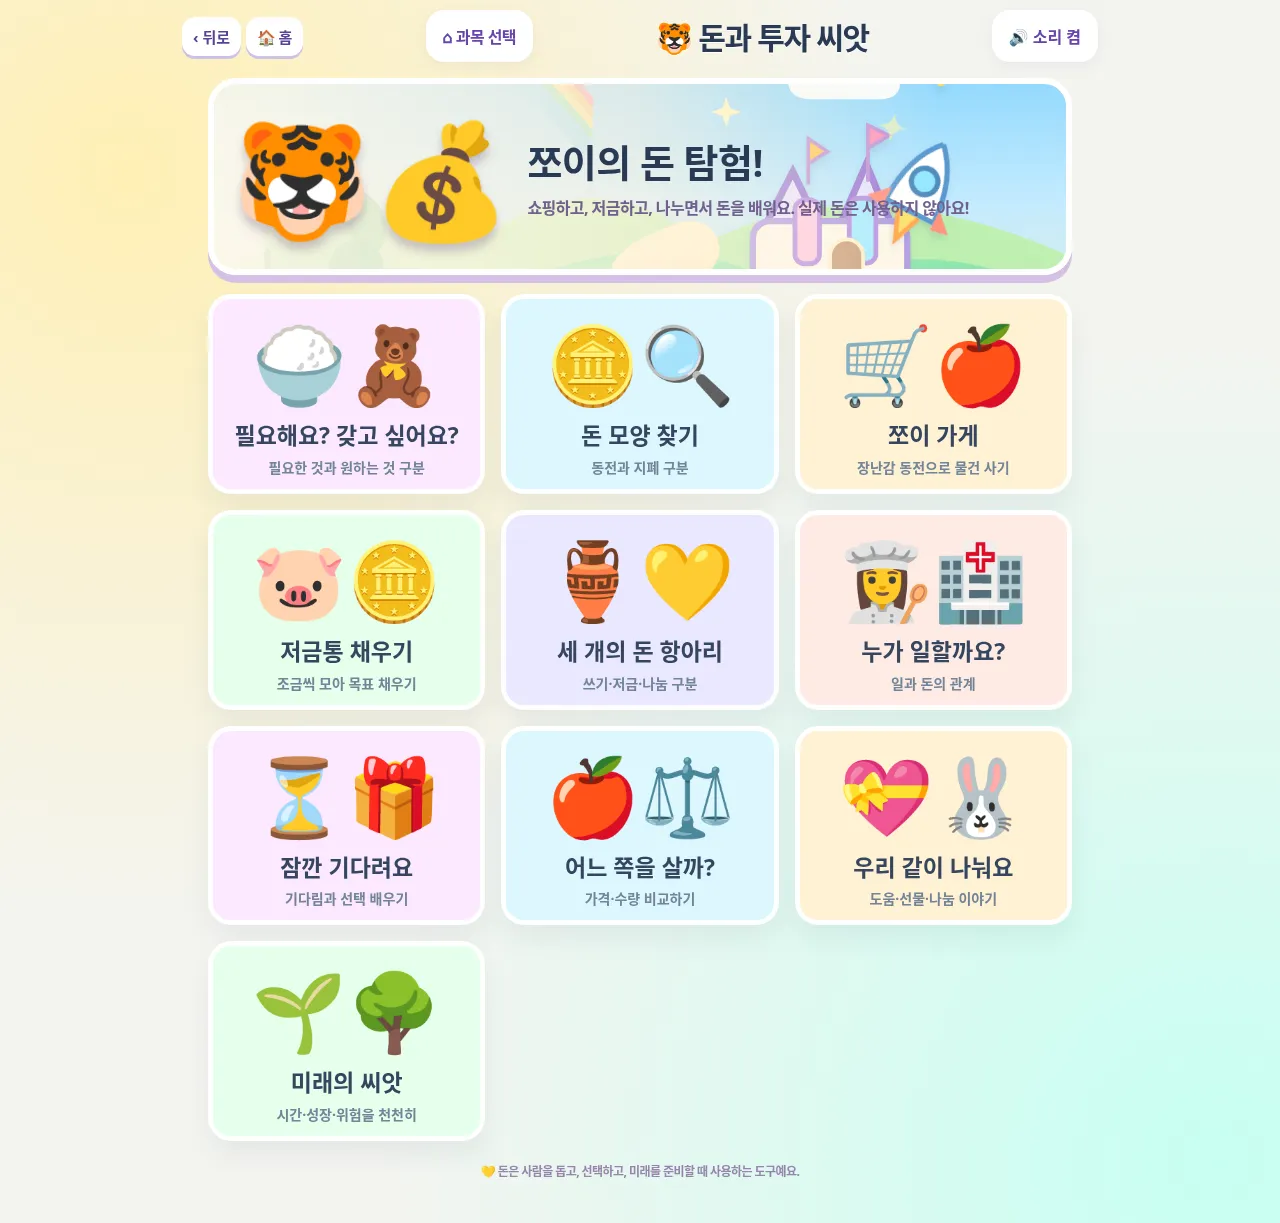 ‹ 뒤로
🏠 홈
⌂ 과목 선택
🐯 돈과 투자 씨앗
🔊 소리 켬
쪼이의 돈 탐험!
쇼핑하고, 저금하고, 나누면서 돈을 배워요. 실제 돈은 사용하지 않아요!
필요해요? 갖고 싶어요?
필요한 것과 원하는 것 구분
돈 모양 찾기
동전과 지폐 구분
쪼이 가게
장난감 동전으로 물건 사기
저금통 채우기
조금씩 모아 목표 채우기
세 개의 돈 항아리
쓰기·저금·나눔 구분
누가 일할까요?
일과 돈의 관계
잠깐 기다려요
기다림과 선택 배우기
어느 쪽을 살까?
가격·수량 비교하기
우리 같이 나눠요
도움·선물·나눔 이야기
미래의 씨앗
시간·성장·위험을 천천히
💛 돈은 사람을 돕고, 선택하고, 미래를 준비할 때 사용하는 도구예요.